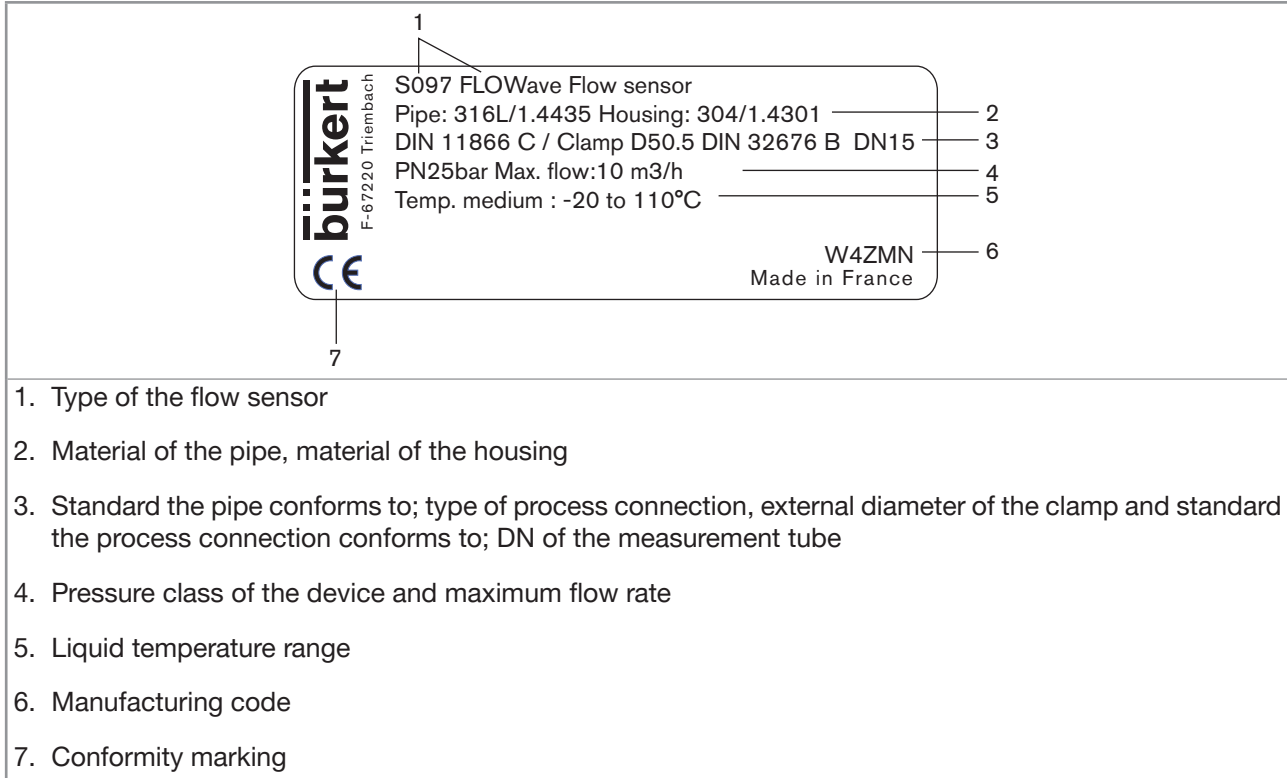 1
bürkert
F-67220 Triembach
S097 FLOWave Flow sensor
Pipe: 316L/1.4435 Housing: 304/1.4301
2
DIN 11866 C / Clamp D50.5 DIN 32676 B DN15
3
PN25bar Max. flow:10 m3/h
4
Temp. medium : -20 to 110°C
5
W4ZMN
6
Made in France
CE
7
1. Type of the flow sensor
2. Material of the pipe, material of the housing
3. Standard the pipe conforms to; type of process connection, external diameter of the clamp and standard
the process connection conforms to; DN of the measurement tube
4. Pressure class of the device and maximum flow rate
5. Liquid temperature range
6. Manufacturing code
7. Conformity marking